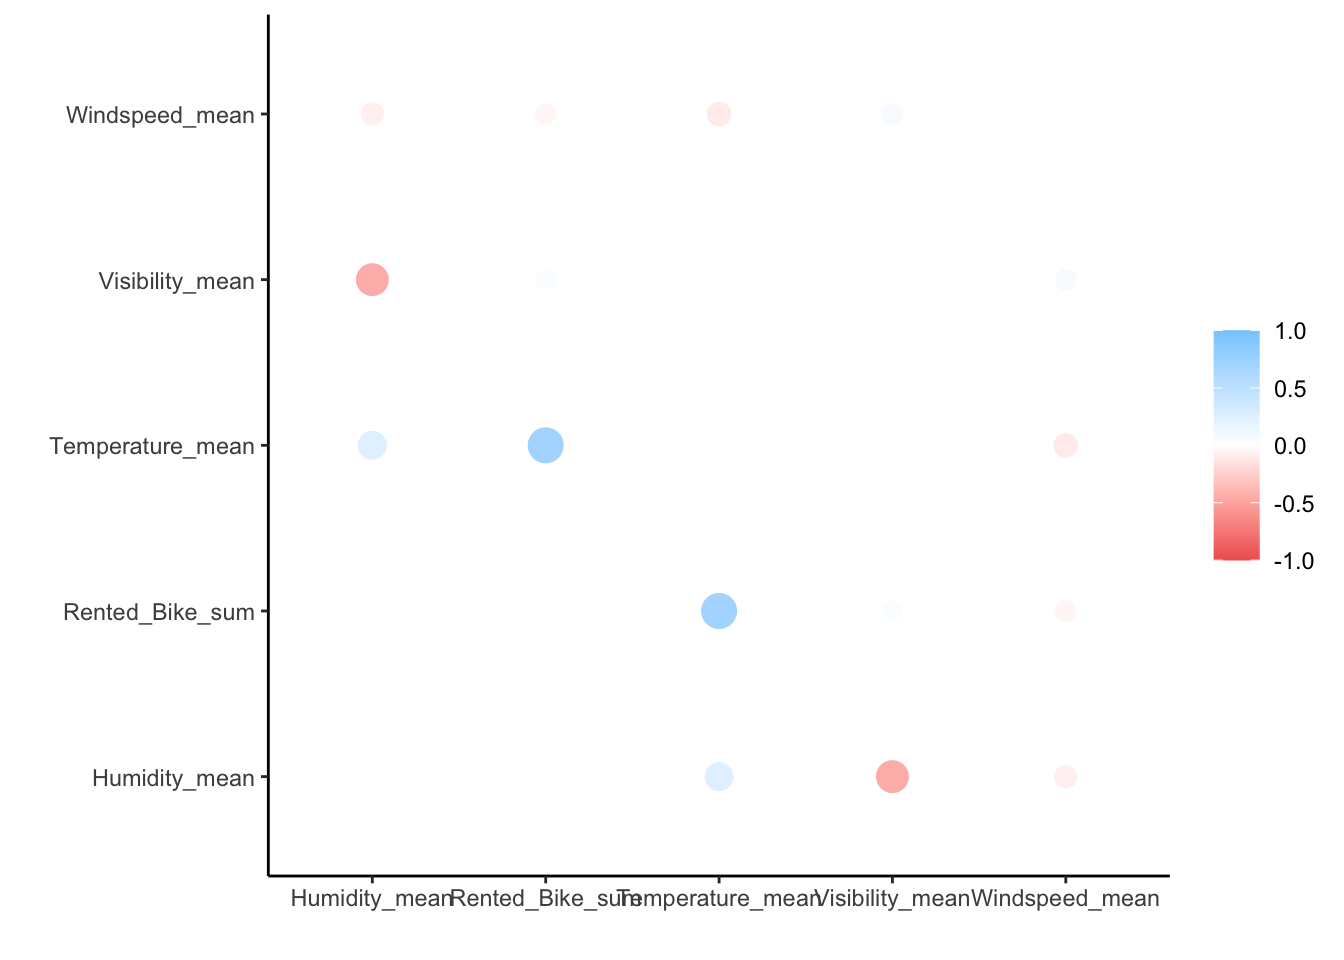 Windspeed_mean
Visibility_mean
Temperature_mean
Rented_Bike_sum
Humidity_mean
1.0
0.5
0.0
-0.5
-1.0
Humidity_mean Rented_Bike_sum Temperature_mean Visibility_mean Windspeed_mean